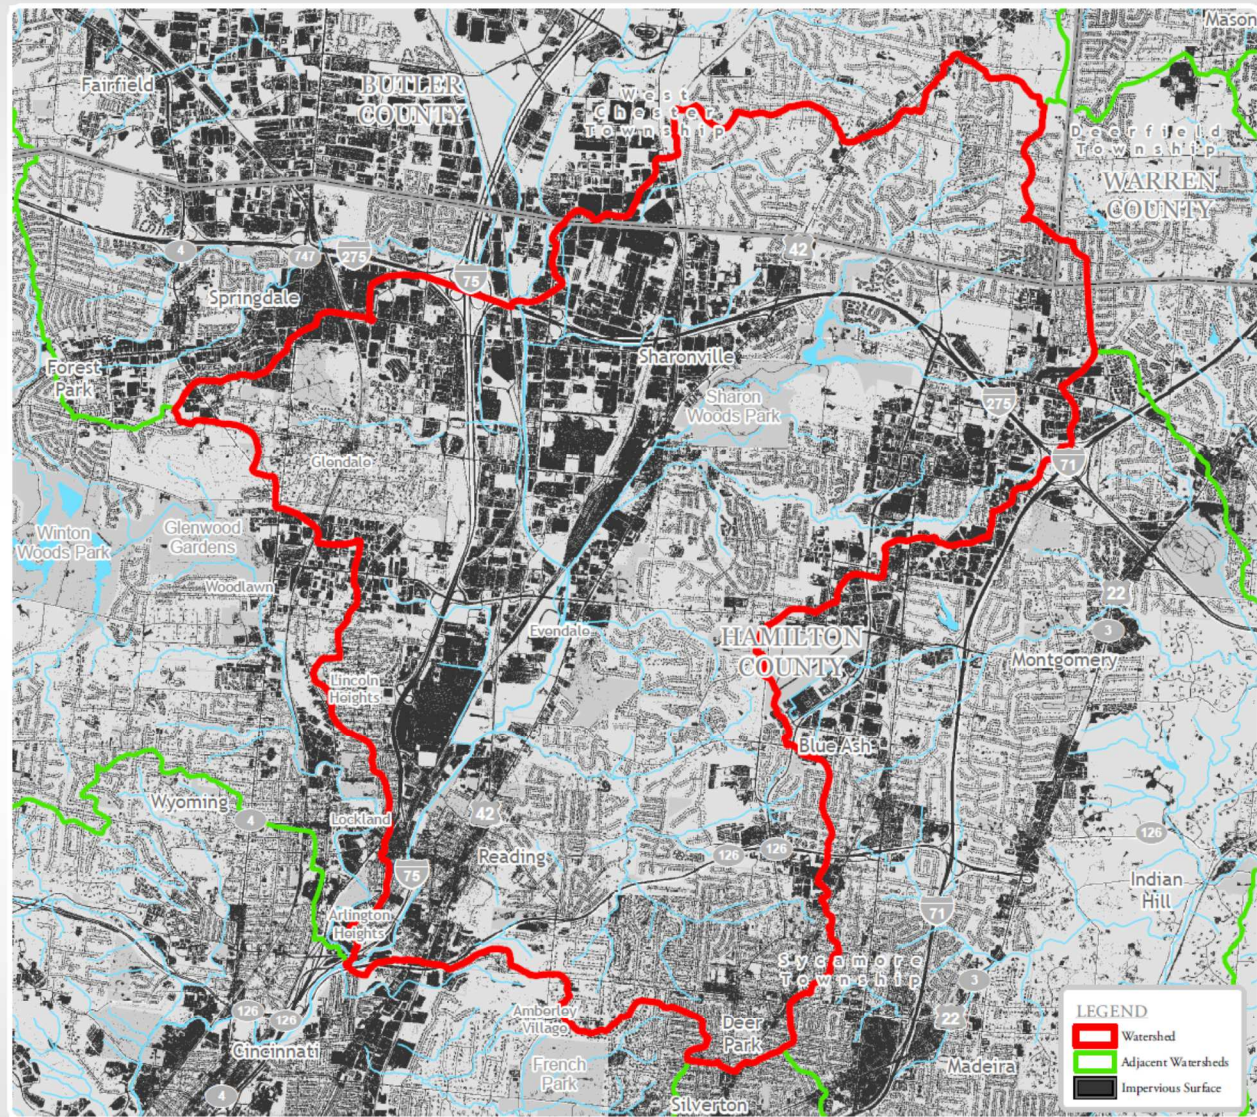 Mason
Fairfield
BUTLER
COUNTY
West
Chester
Township
Deerfield
Township
WARREN
COUNTY
4
747
275
75
42
Springdale
Sharonville
Forest
Park
Sharon
Woods Park
275
Glendale
71
Winton
Woods Park
Glenwood
Gardens
Woodlawn
22
3
Evendale
HAMILTON
COUNTY
Montgomery
Lincoln
Heights
Blue Ash
Wyoming
4
Lockland
42
Reading
126
126
126
75
Indian
Hill
71
Arlington
Heights
Sycamore
Township
3
126
126
Amberley
Village
Deer
Park
22
Cincinnati
French
Park
Madeira
4
Silverton
LEGEND
Watershed
Adjacent Watersheds
Impervious Surface